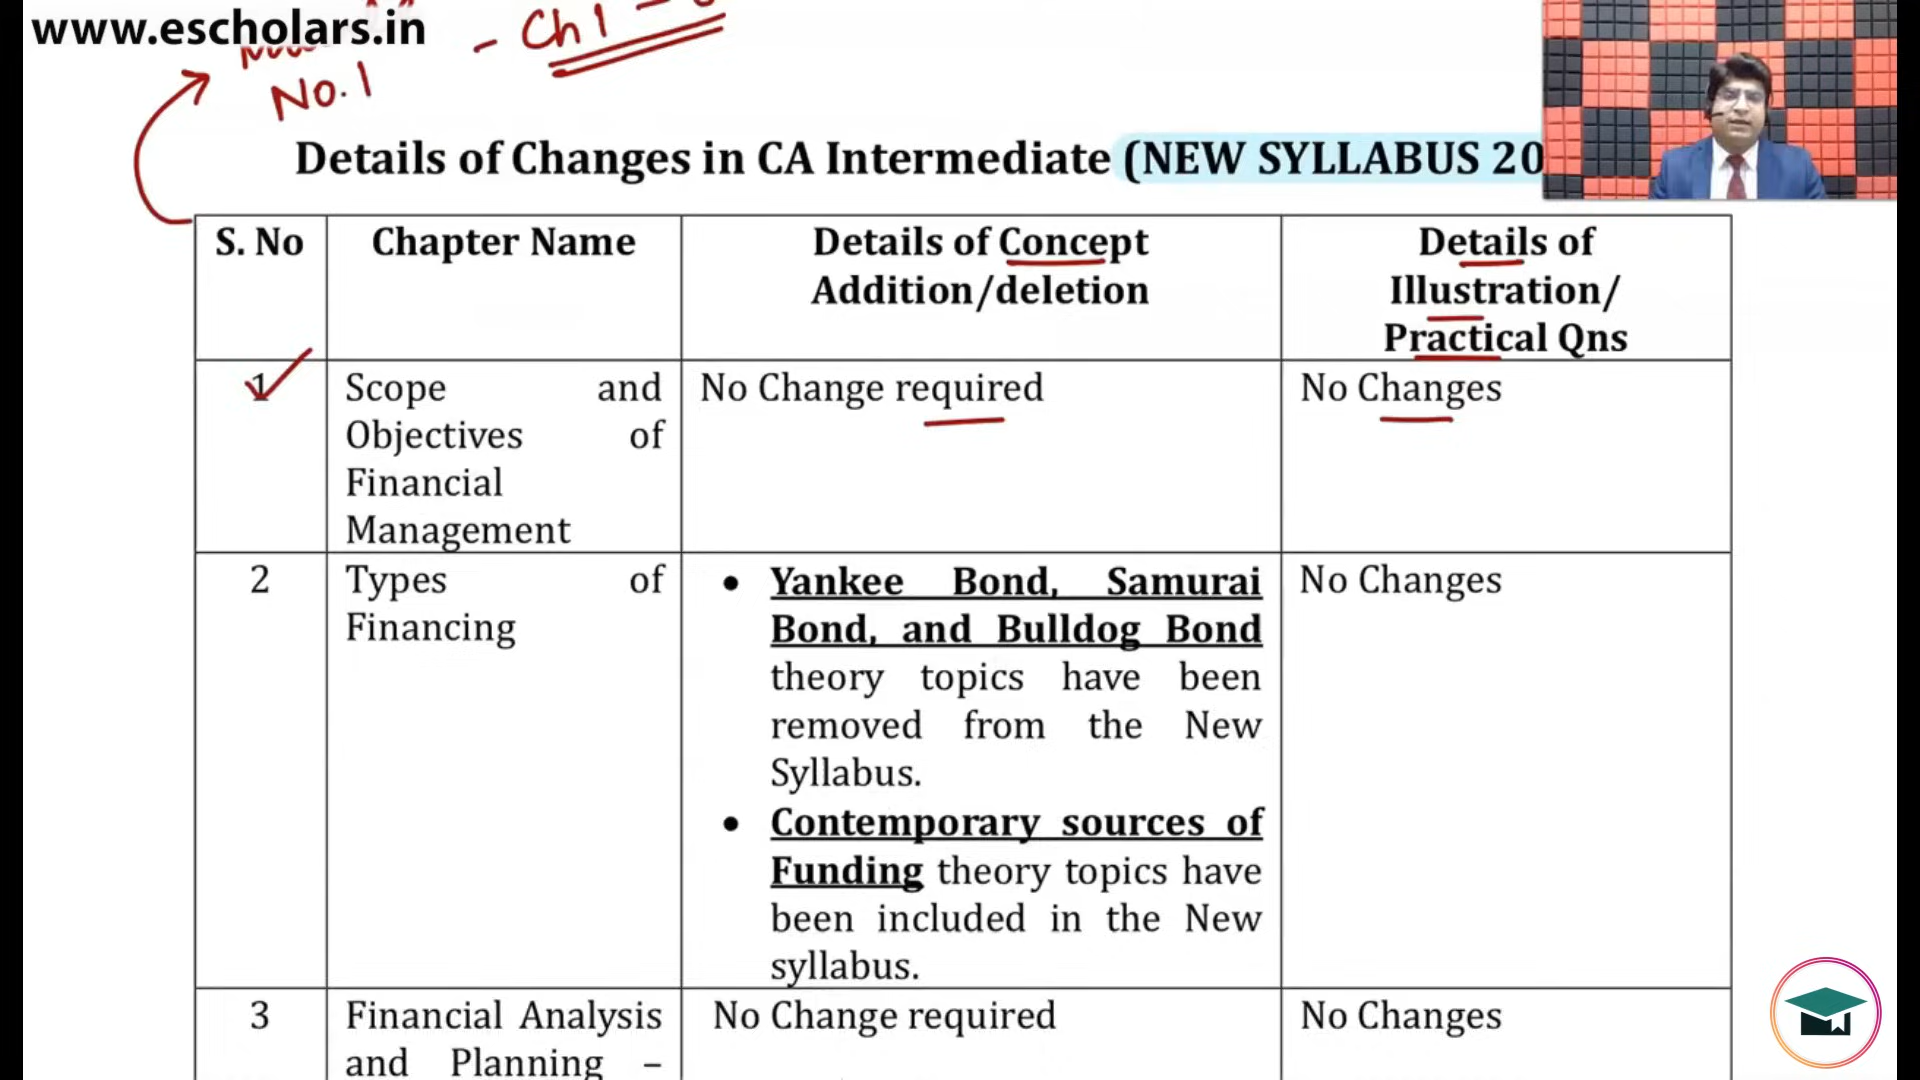 www.escholars.in
- Ch 1 -
No. 1
Details of Changes in CA Intermediate (NEW SYLLABUS 20
S. No
Chapter Name
Details of Concept
Addition/deletion
Details of
Illustration/
Practical Qns
1
Scope and
Objectives of
Financial
Management
No Change required
No Changes
2
Types of
Financing
• Yankee Bond, Samurai
Bond, and Bulldog Bond
theory topics have been
removed from the New
Syllabus.
• Contemporary sources of
Funding theory topics have
been included in the New
syllabus.
No Changes
3
Financial Analysis
and Planning –
No Change required
No Changes